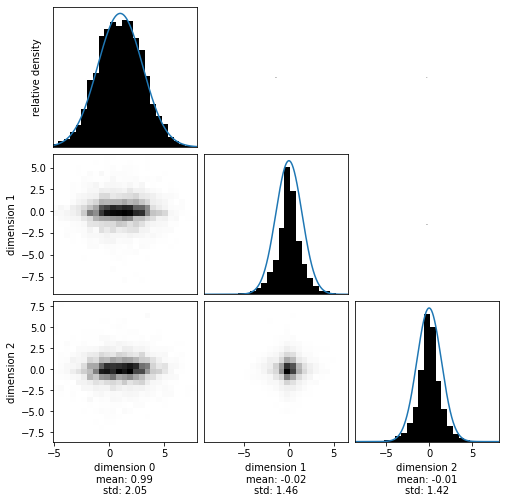 relative density
5.0
2.5
0.0
−2.5
−5.0
−7.5
dimension 1
7.5
5.0
2.5
0.0
−2.5
−5.0
−7.5
dimension 2
−5 0 5
−5 0 5
−5 0 5
dimension 0
mean: 0.99
std: 2.05
dimension 1
mean: -0.02
std: 1.46
dimension 2
mean: -0.01
std: 1.42